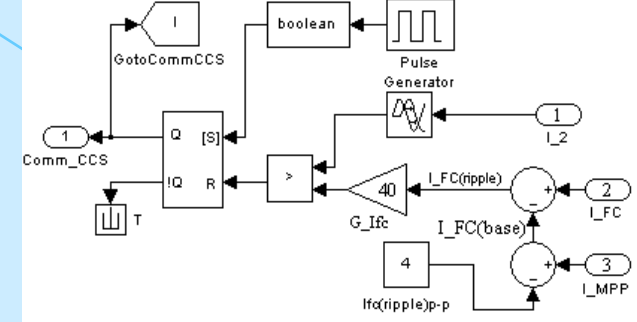 I
GotoCommCCS
boolean
Pulse
Generator
1
Comm_CCS
Q
[S]
!Q
R
T
>
1
I_2
40
G_Ifc
I_FC(ripple)
+
-
2
I_FC
I_FC(base)
4
Ifc(ripple)p-p
+
-
3
I_MPP